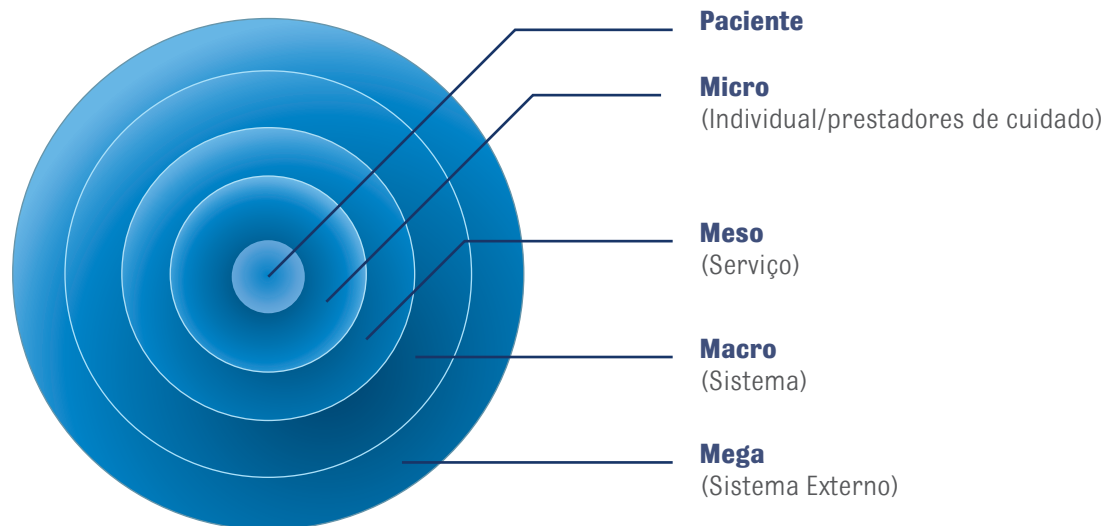 Paciente
Micro
(Individual/prestadores de cuidado)
Meso
(Serviço)
Macro
(Sistema)
Mega
(Sistema Externo)